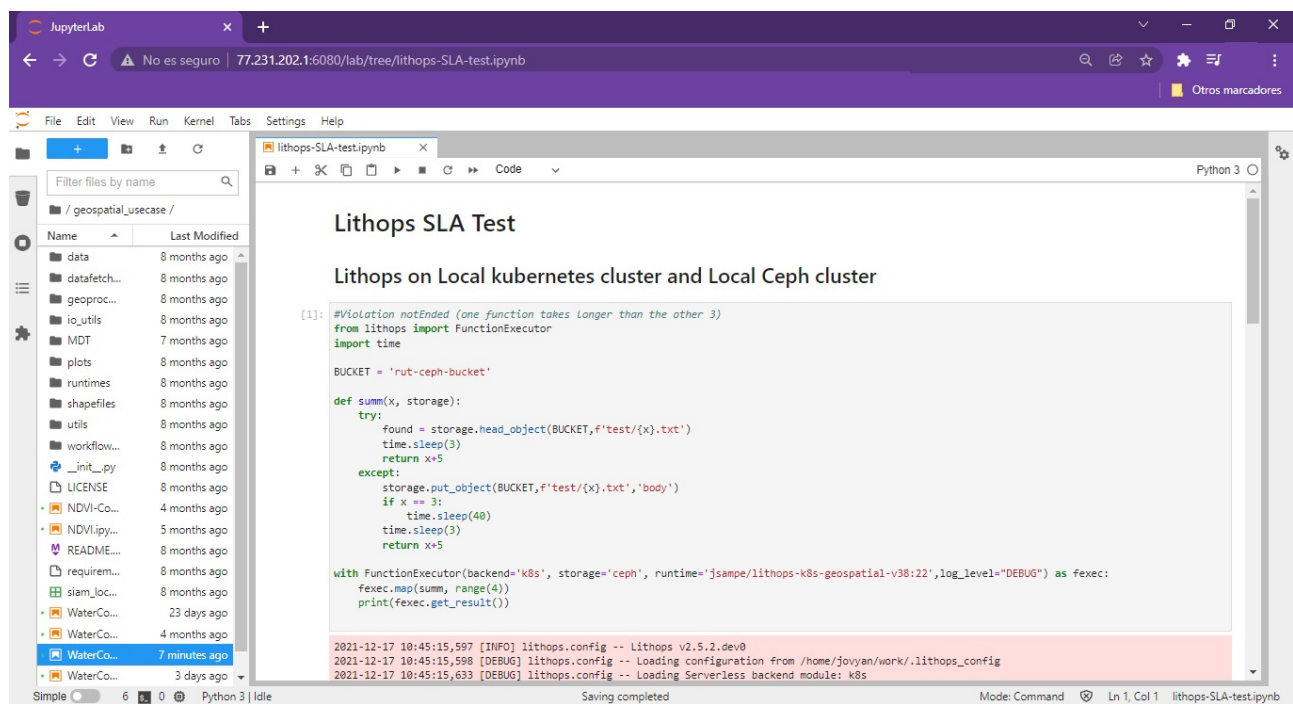 JupyterLab
No es seguro | 77.231.202.1:6080/lab/tree/lithops-SLA-test.ipynb
Otros marcadores
File Edit View Run Kernel Tabs Settings Help
lithops-SLA-test.ipynb
Code
Python 3
Filter files by name
/ geospatial_usecase /
Name Last Modified
data 8 months ago
datafetch... 8 months ago
geoproc... 8 months ago
io_utils 8 months ago
MDT 7 months ago
plots 8 months ago
runtimes 8 months ago
shapefiles 8 months ago
utils 8 months ago
workflow... 8 months ago
__init__.py 8 months ago
LICENSE 8 months ago
NDVI-Co... 4 months ago
NDVI.ipy... 5 months ago
README.... 8 months ago
requirem... 8 months ago
siam_loc... 8 months ago
WaterCo... 23 days ago
WaterCo... 4 months ago
WaterCo... 7 minutes ago
WaterCo... 3 days ago
Lithops SLA Test
Lithops on Local kubernetes cluster and Local Ceph cluster
[1]: #Violation notEnded (one function takes longer than the other 3)
from lithops import FunctionExecutor
import time
BUCKET = 'rut-ceph-bucket'
def summ(x, storage):
try:
found = storage.head_object(BUCKET,f'test/{x}.txt')
time.sleep(3)
return x+5
except:
storage.put_object(BUCKET,f'test/{x}.txt','body')
if x == 3:
time.sleep(40)
time.sleep(3)
return x+5
with FunctionExecutor(backend='k8s', storage='ceph', runtime='jsampe/lithops-k8s-geospatial-v38:22',log_level="DEBUG") as fexec:
fexec.map(summ, range(4))
print(fexec.get_result())
2021-12-17 10:45:15,597 [INFO] lithops.config -- Lithops v2.5.2.dev0
2021-12-17 10:45:15,598 [DEBUG] lithops.config -- Loading configuration from /home/jovyan/work/.lithops_config
2021-12-17 10:45:15,633 [DEBUG] lithops.config -- Loading Serverless backend module: k8s
Simple 6 $_ 0 Python 3 | Idle Saving completed Mode: Command Ln 1, Col 1 lithops-SLA-test.ipynb